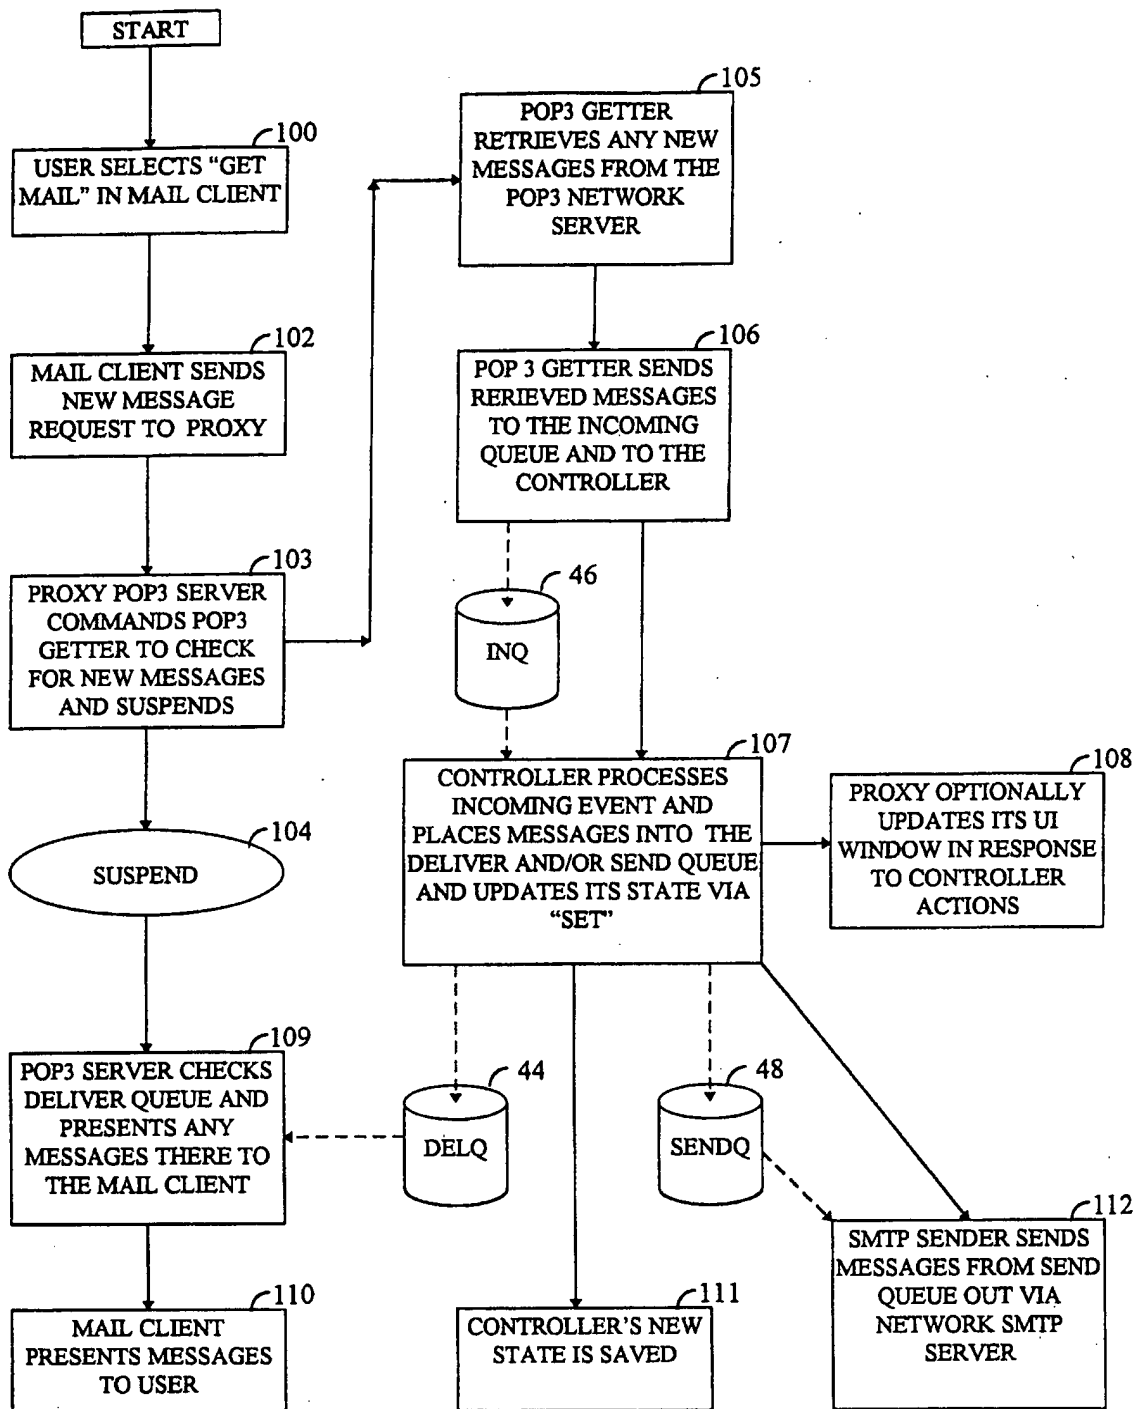 START
100
USER SELECTS “GET
MAIL” IN MAIL CLIENT
102
MAIL CLIENT SENDS
NEW MESSAGE
REQUEST TO PROXY
103
PROXY POP3 SERVER
COMMANDS POP3
GETTER TO CHECK
FOR NEW MESSAGES
AND SUSPENDS
104
SUSPEND
105
POP3 GETTER
RETRIEVES ANY NEW
MESSAGES FROM THE
POP3 NETWORK
SERVER
106
POP 3 GETTER SENDS
RERIEVED MESSAGES
TO THE INCOMING
QUEUE AND TO THE
CONTROLLER
46
INQ
107
CONTROLLER PROCESSES
INCOMING EVENT AND
PLACES MESSAGES INTO THE
DELIVER AND/OR SEND QUEUE
AND UPDATES ITS STATE VIA
“SET”
108
PROXY OPTIONALLY
UPDATES ITS UI
WINDOW IN RESPONSE
TO CONTROLLER
ACTIONS
109
POP3 SERVER CHECKS
DELIVER QUEUE AND
PRESENTS ANY
MESSAGES THERE TO
THE MAIL CLIENT
44
DELQ
48
SENDQ
110
MAIL CLIENT
PRESENTS MESSAGES
TO USER
111
CONTROLLER’S NEW
STATE IS SAVED
112
SMTP SENDER SENDS
MESSAGES FROM SEND
QUEUE OUT VIA
NETWORK SMTP
SERVER